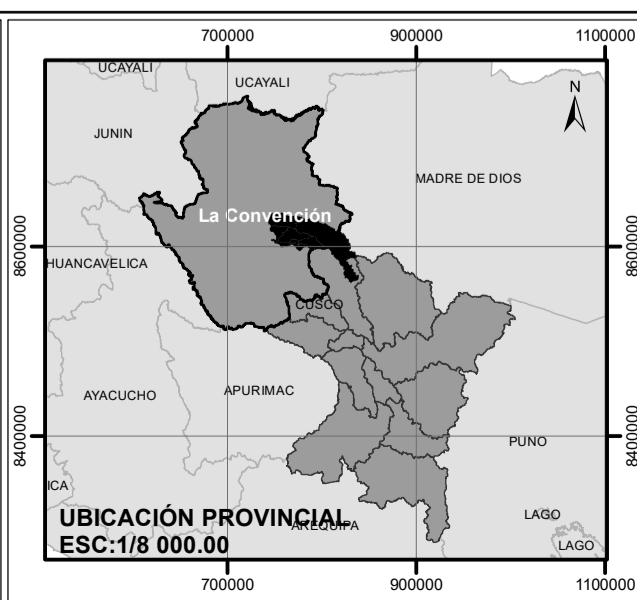 700000 900000 1100000
UCAYALI
UCAYALI
N
JUNIN
MADRE DE DIOS
La Convención
8600000 8600000
HUANCAVELICA
CUSCO
AYACUCHO
APURIMAC
8400000 8400000
PUNO
ICA
LAGO
UBICACIÓN PROVINCIAL
AREQUIPA
ESC:1/8 000.00
LAGO
700000 900000 1100000